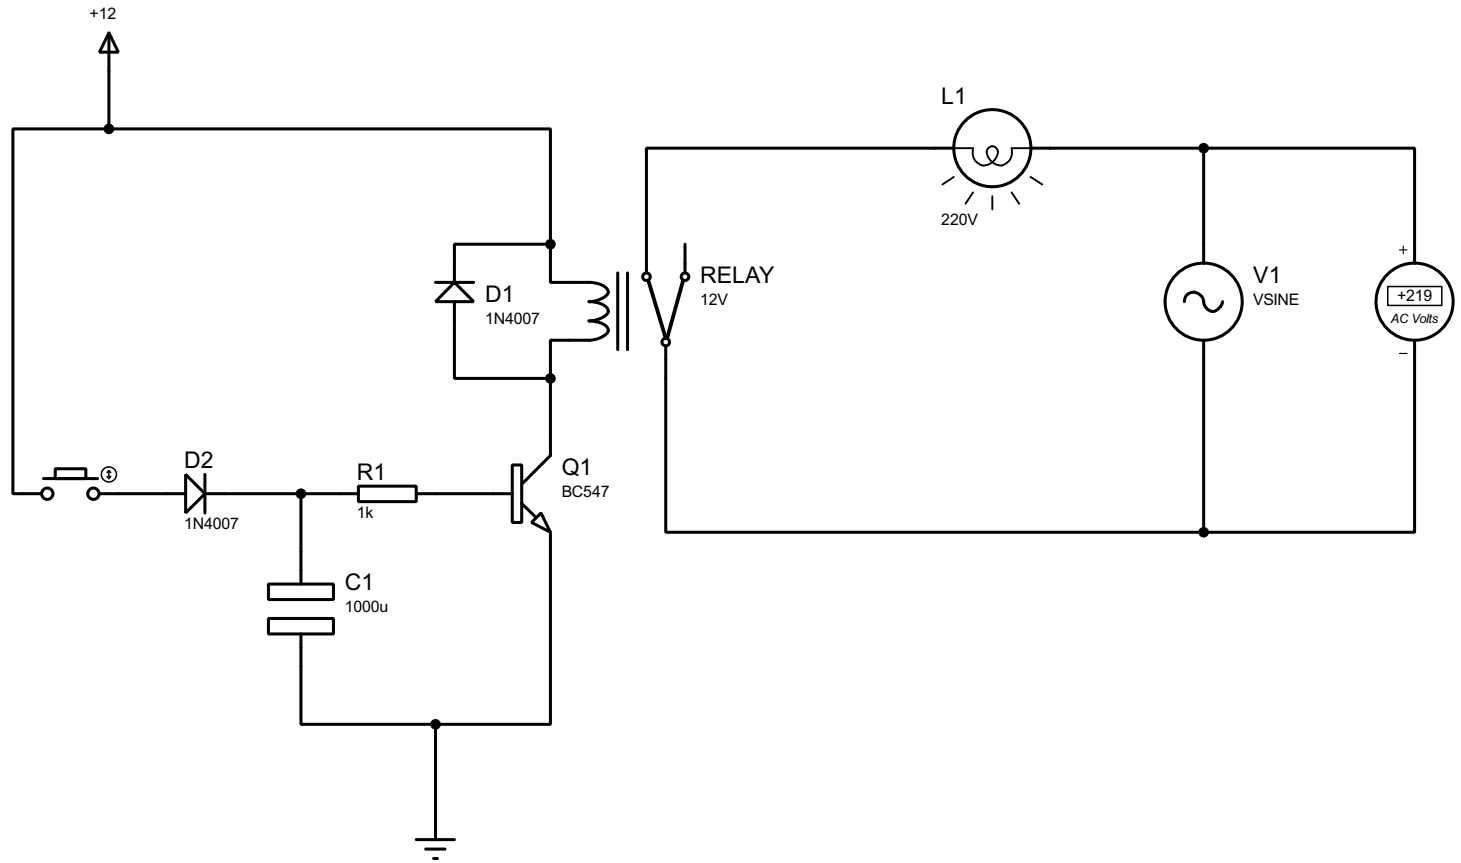 +12
L1
220V
RELAY
12V
D1
1N4007
V1
VSINE
+
+219
AC Volts
–
D2
1N4007
R1
1k
Q1
BC547
C1
1000u